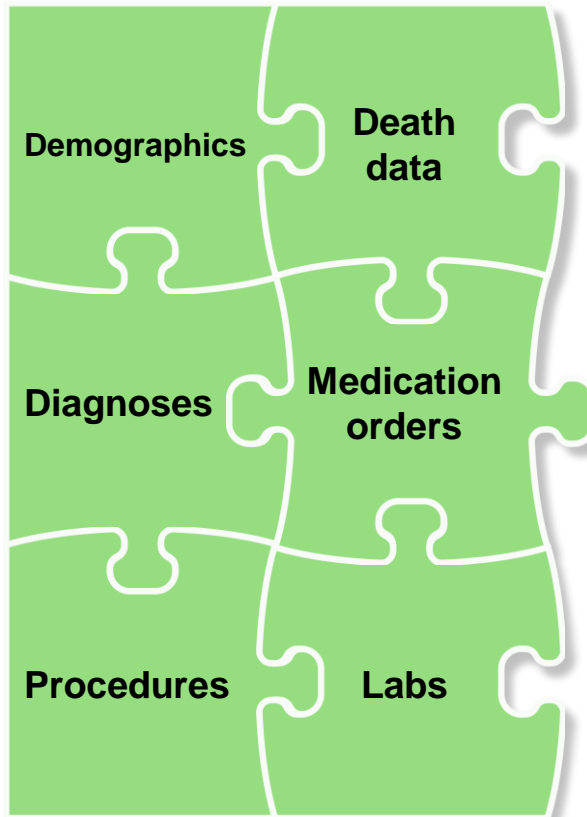 Demographics
Death
data
Diagnoses
Medication
orders
Procedures
Labs